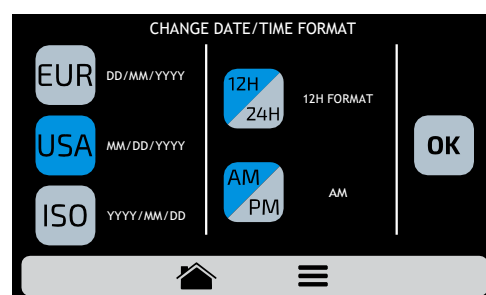 CHANGE DATE/TIME FORMAT
EUR DD/MM/YYYY
USA MM/DD/YYYY
ISO YYYY/MM/DD
12H
24H
12H FORMAT
AM
PM
AM
OK